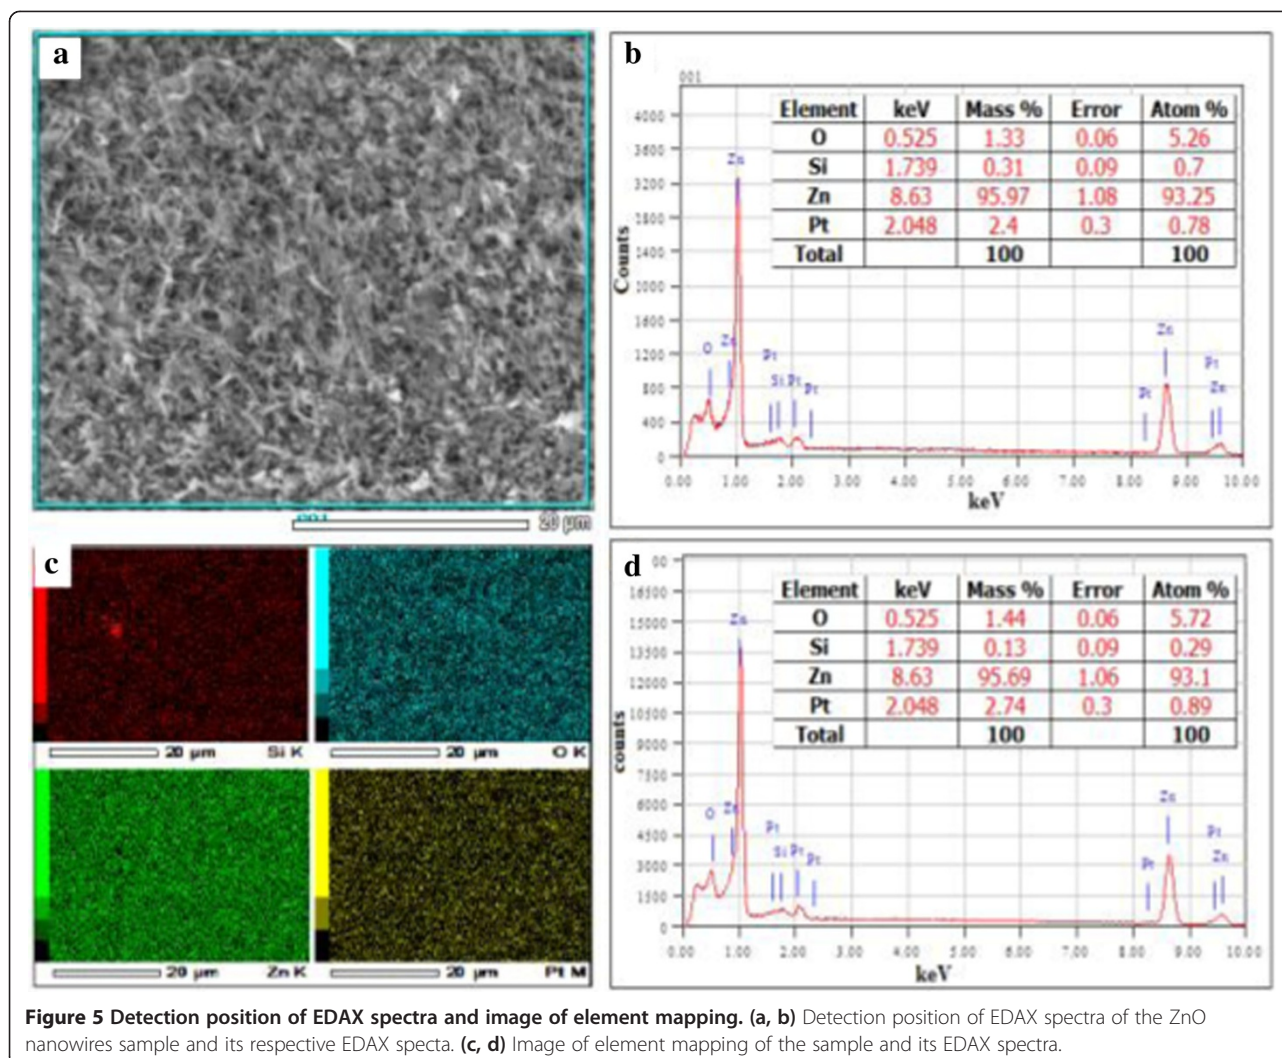 a
20 µm
b
001
Element keV Mass % Error Atom %
O 0.525 1.33 0.06 5.26
Si 1.739 0.31 0.09 0.7
Zn 8.63 95.97 1.08 93.25
Pt 2.048 2.4 0.3 0.78
Total 100 100
4000
3600
3200
2800
2400
2000
1600
1200
800
400
0
Counts
O Zn Zn Pt Si Pt Pt Pt Zn Pt Zn
0.00 1.00 2.00 3.00 4.00 5.00 6.00 7.00 8.00 9.00 10.00
keV
c
20 µm Si K
20 µm O K
20 µm Zn K
20 µm Pt M
d
00
Element keV Mass % Error Atom %
O 0.525 1.44 0.06 5.72
Si 1.739 0.13 0.09 0.29
Zn 8.63 95.69 1.06 93.1
Pt 2.048 2.74 0.3 0.89
Total 100 100
16500
15000
13500
12000
10500
9000
7500
6000
4500
3000
1500
0
counts
O Zn Zn Pt Si Pt Pt Pt Zn Pt Zn
0.00 1.00 2.00 3.00 4.00 5.00 6.00 7.00 8.00 9.00 10.00
keV
Figure 5 Detection position of EDAX spectra and image of element mapping. (a, b) Detection position of EDAX spectra of the ZnO
nanowires sample and its respective EDAX specta. (c, d) Image of element mapping of the sample and its EDAX spectra.